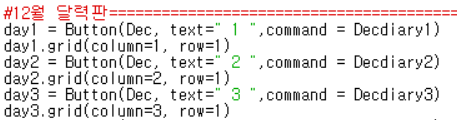 #12월 달력판========================================
day1 = Button(Dec, text=" 1 ",command = Decdiary1)
day1.grid(column=1, row=1)
day2 = Button(Dec, text=" 2 ",command = Decdiary2)
day2.grid(column=2, row=1)
day3 = Button(Dec, text=" 3 ",command = Decdiary3)
day3.grid(column=3, row=1)